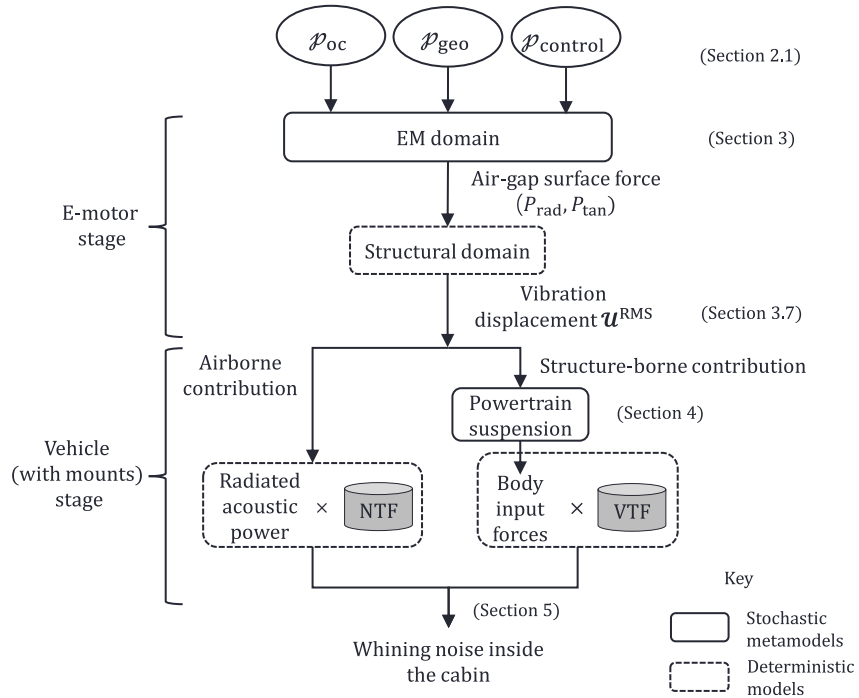 𝓅oc
𝓅geo
𝓅control
(Section 2.1)
EM domain
(Section 3)
Air-gap surface force
(Prad, Ptan)
E-motor
stage
Structural domain
Vibration
displacement 𝓊RMS
(Section 3.7)
Airborne
contribution
Structure-borne contribution
Powertrain
suspension
(Section 4)
Vehicle
(with mounts)
stage
Radiated
acoustic
power
×
NTF
Body
input
forces
×
VTF
(Section 5)
Whining noise inside
the cabin
Key
Stochastic
metamodels
Deterministic
models